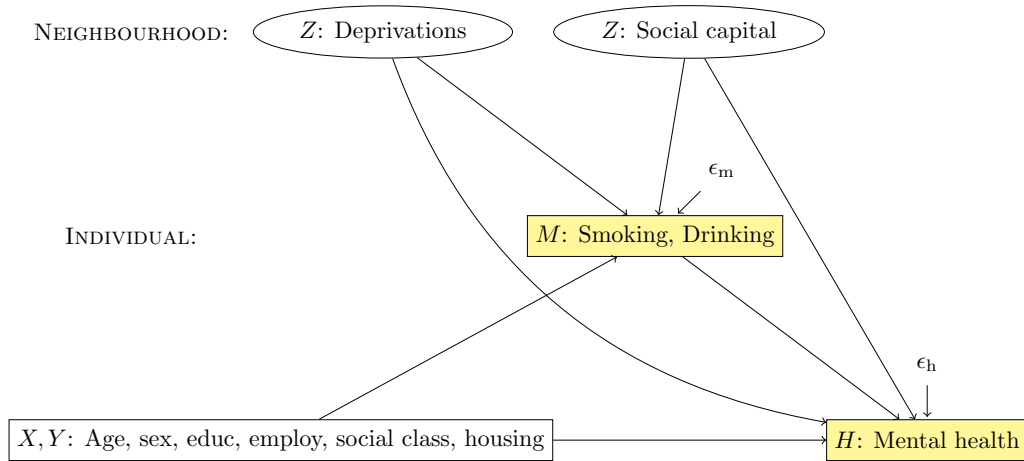 NEIGHBOURHOOD: Z: Deprivations Z: Social capital
ϵm
INDIVIDUAL: M: Smoking, Drinking
ϵh
X, Y: Age, sex, educ, employ, social class, housing H: Mental health